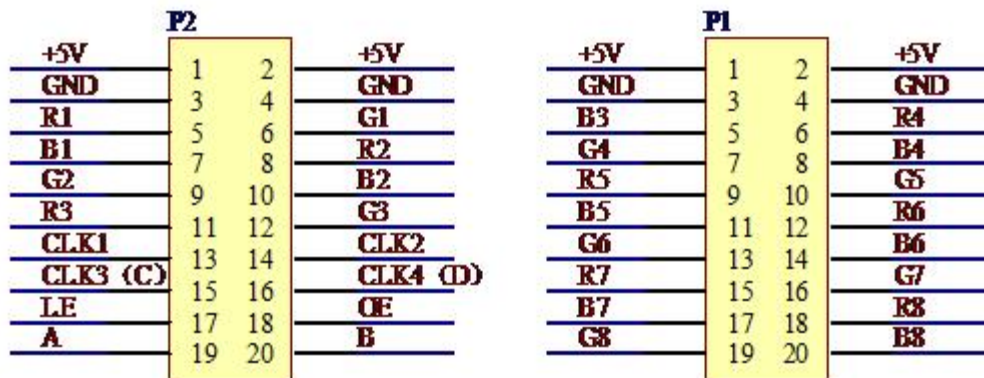 P2 P1
+5V +5V +5V +5V
1 2 1 2
GND GND GND GND
3 4 3 4
R1 G1 B3 R4
5 6 5 6
B1 R2 G4 B4
7 8 7 8
G2 B2 R5 G5
9 10 9 10
R3 G3 B5 R6
11 12 11 12
CLK1 CLK2 G6 B6
13 14 13 14
CLK3 (C) CLK4 (D) R7 G7
15 16 15 16
LE OE B7 R8
17 18 17 18
A B G8 B8
19 20 19 20